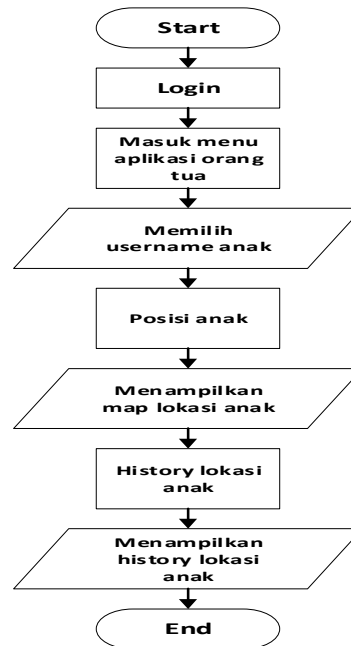 Start
Login
Masuk menu
aplikasi orang
tua
Memilih
username anak
Posisi anak
Menampilkan
map lokasi anak
History lokasi
anak
Menampilkan
history lokasi
anak
End